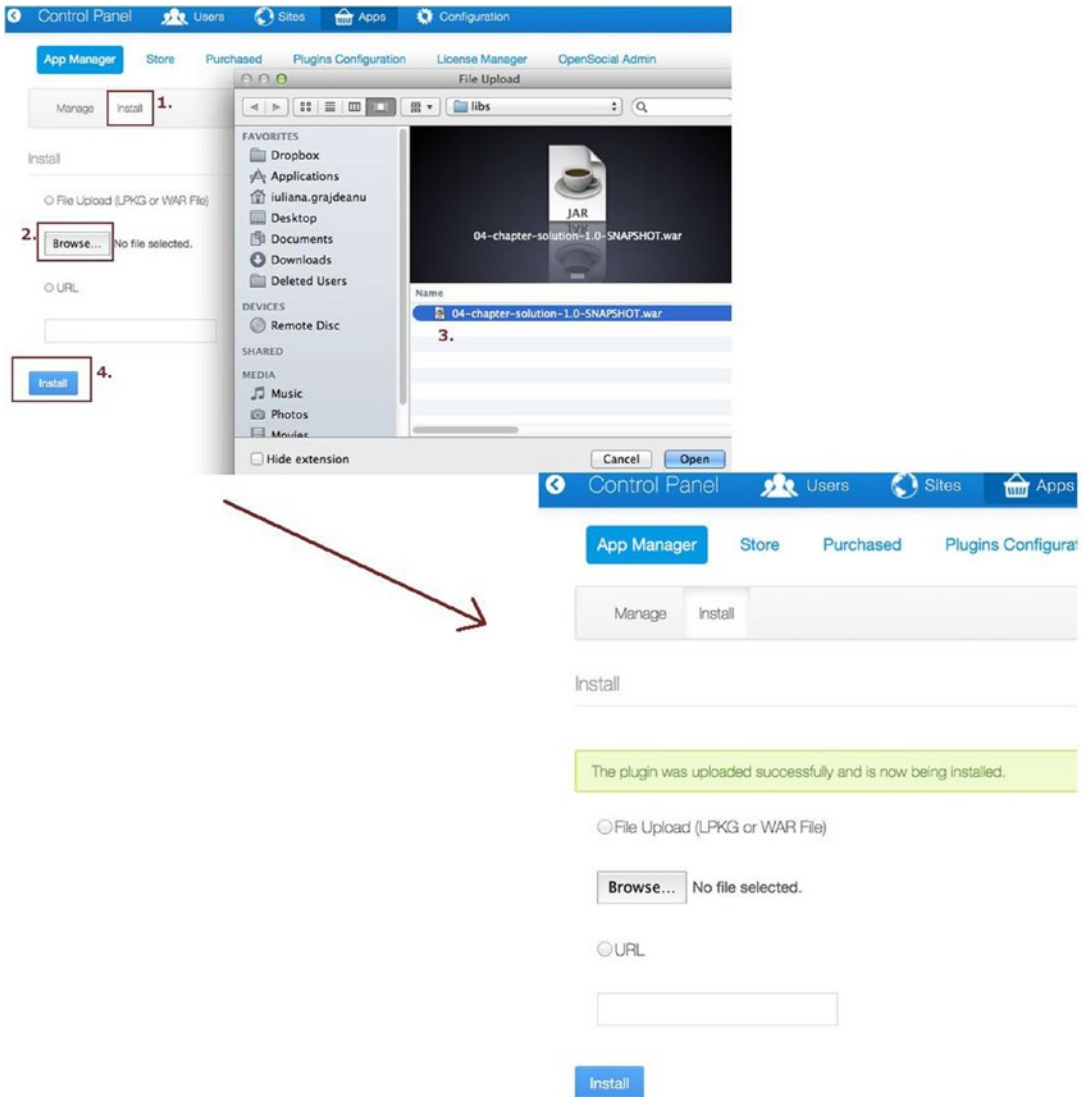 Control Panel Users Sites Apps Configuration
App Manager Store Purchased Plugins Configuration License Manager OpenSocial Admin
File Upload
Manage Install 1.
libs
FAVORITES
Dropbox
Applications
iuliana.grajdeanu
Desktop
Documents
Downloads
Deleted Users
DEVICES
Remote Disc
SHARED
MEDIA
Music
Photos
Movies
JAR
04-chapter-solution-1.0-SNAPSHOT.war
Name
04-chapter-solution-1.0-SNAPSHOT.war
3.
Hide extension Cancel Open
Install
File Upload (LPKG or WAR File)
2. Browse... No file selected.
URL
Install 4.
Control Panel Users Sites Apps
App Manager Store Purchased Plugins Configurat
Manage Install
Install
The plugin was uploaded successfully and is now being installed.
File Upload (LPKG or WAR File)
Browse... No file selected.
URL
Install